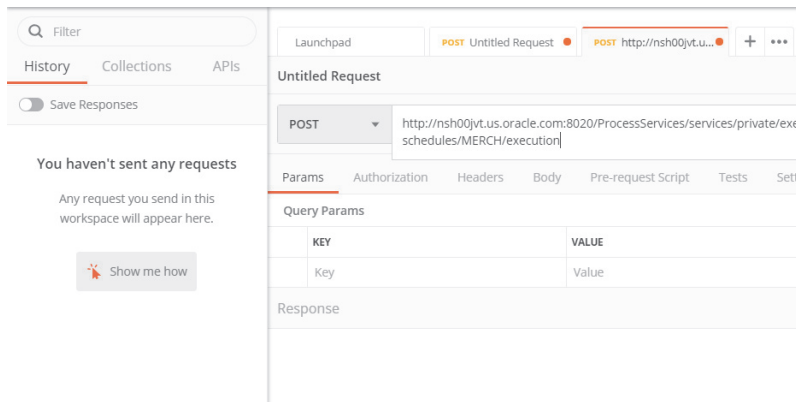 Filter
History Collections APIs
Save Responses
You haven't sent any requests
Any request you send in this
workspace will appear here.
Show me how
Launchpad POST Untitled Request POST http://nsh00jvt.u... + •••
Untitled Request
POST http://nsh00jvt.us.oracle.com:8020/ProcessServices/services/private/exe
schedules/MERCH/execution
Params Authorization Headers Body Pre-request Script Tests Set
Query Params
KEY VALUE
Key Value
Response